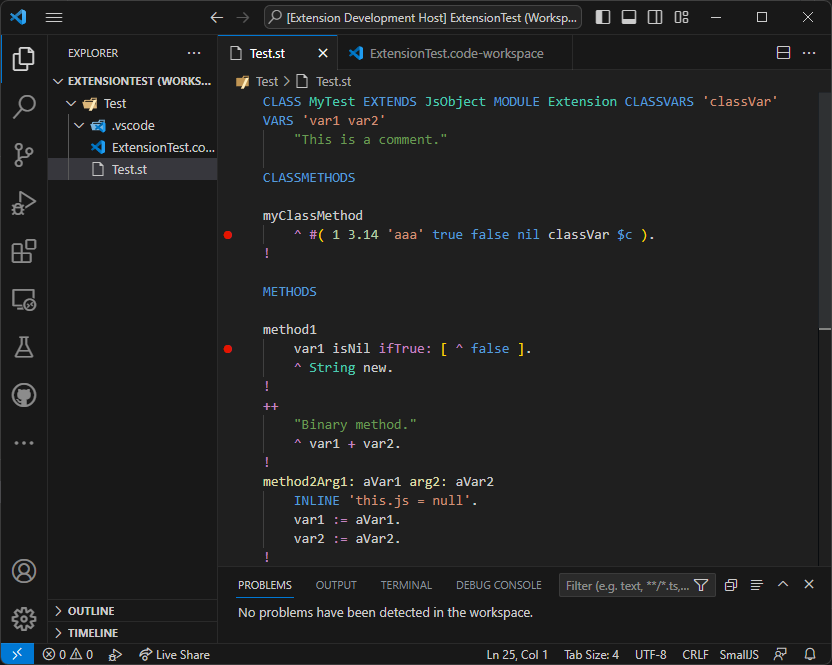 [Extension Development Host] ExtensionTest (Worksp...
EXPLORER
EXTENSIONTEST (WORKS...
Test
.vscode
ExtensionTest.co...
Test.st
OUTLINE
TIMELINE
Test.st
ExtensionTest.code-workspace
Test > Test.st
CLASS MyTest EXTENDS JsObject MODULE Extension CLASSVARS 'classVar'
VARS 'var1 var2'
"This is a comment."
CLASSMETHODS
myClassMethod
^ #( 1 3.14 'aaa' true false nil classVar $c ).
!
METHODS
method1
var1 isNil ifTrue: [ ^ false ].
^ String new.
!
++
"Binary method."
^ var1 + var2.
!
method2Arg1: aVar1 arg2: aVar2
INLINE 'this.js = null'.
var1 := aVar1.
var2 := aVar2.
!
PROBLEMS OUTPUT TERMINAL DEBUG CONSOLE Filter (e.g. text, **/*.ts,...
No problems have been detected in the workspace.
0 0 Live Share Ln 25, Col 1 Tab Size: 4 UTF-8 CRLF SmallJS